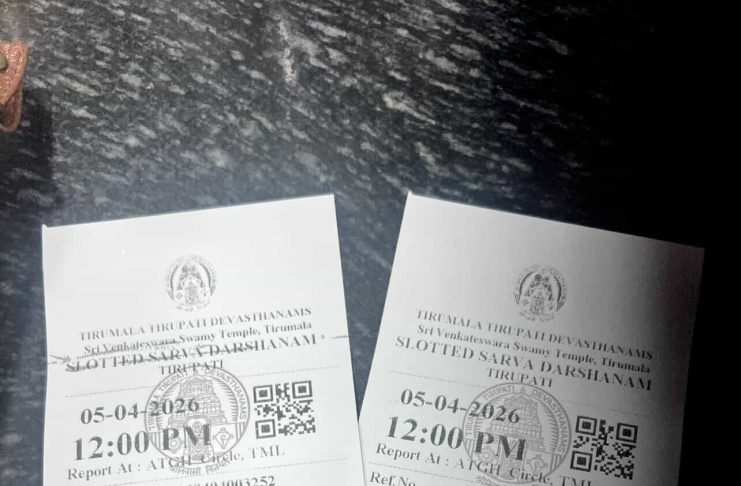 TIRUMALA TIRUPATI DEVASTHANAMS
Sri Venkateswara Swamy Temple, Tirumala
SLOTTED SARVA DARSHANAM
TIRUPATI
05-04-2026
12:00 PM
Report At : ATGH Circle, TML
TIRUMALA TIRUPATI DEVASTHANAMS
Sri Venkateswara Swamy Temple, Tirumala
SLOTTED SARVA DARSHANAM
TIRUPATI
05-04-2026
12:00 PM
Report At : ATGH Circle, TML
Ref.No